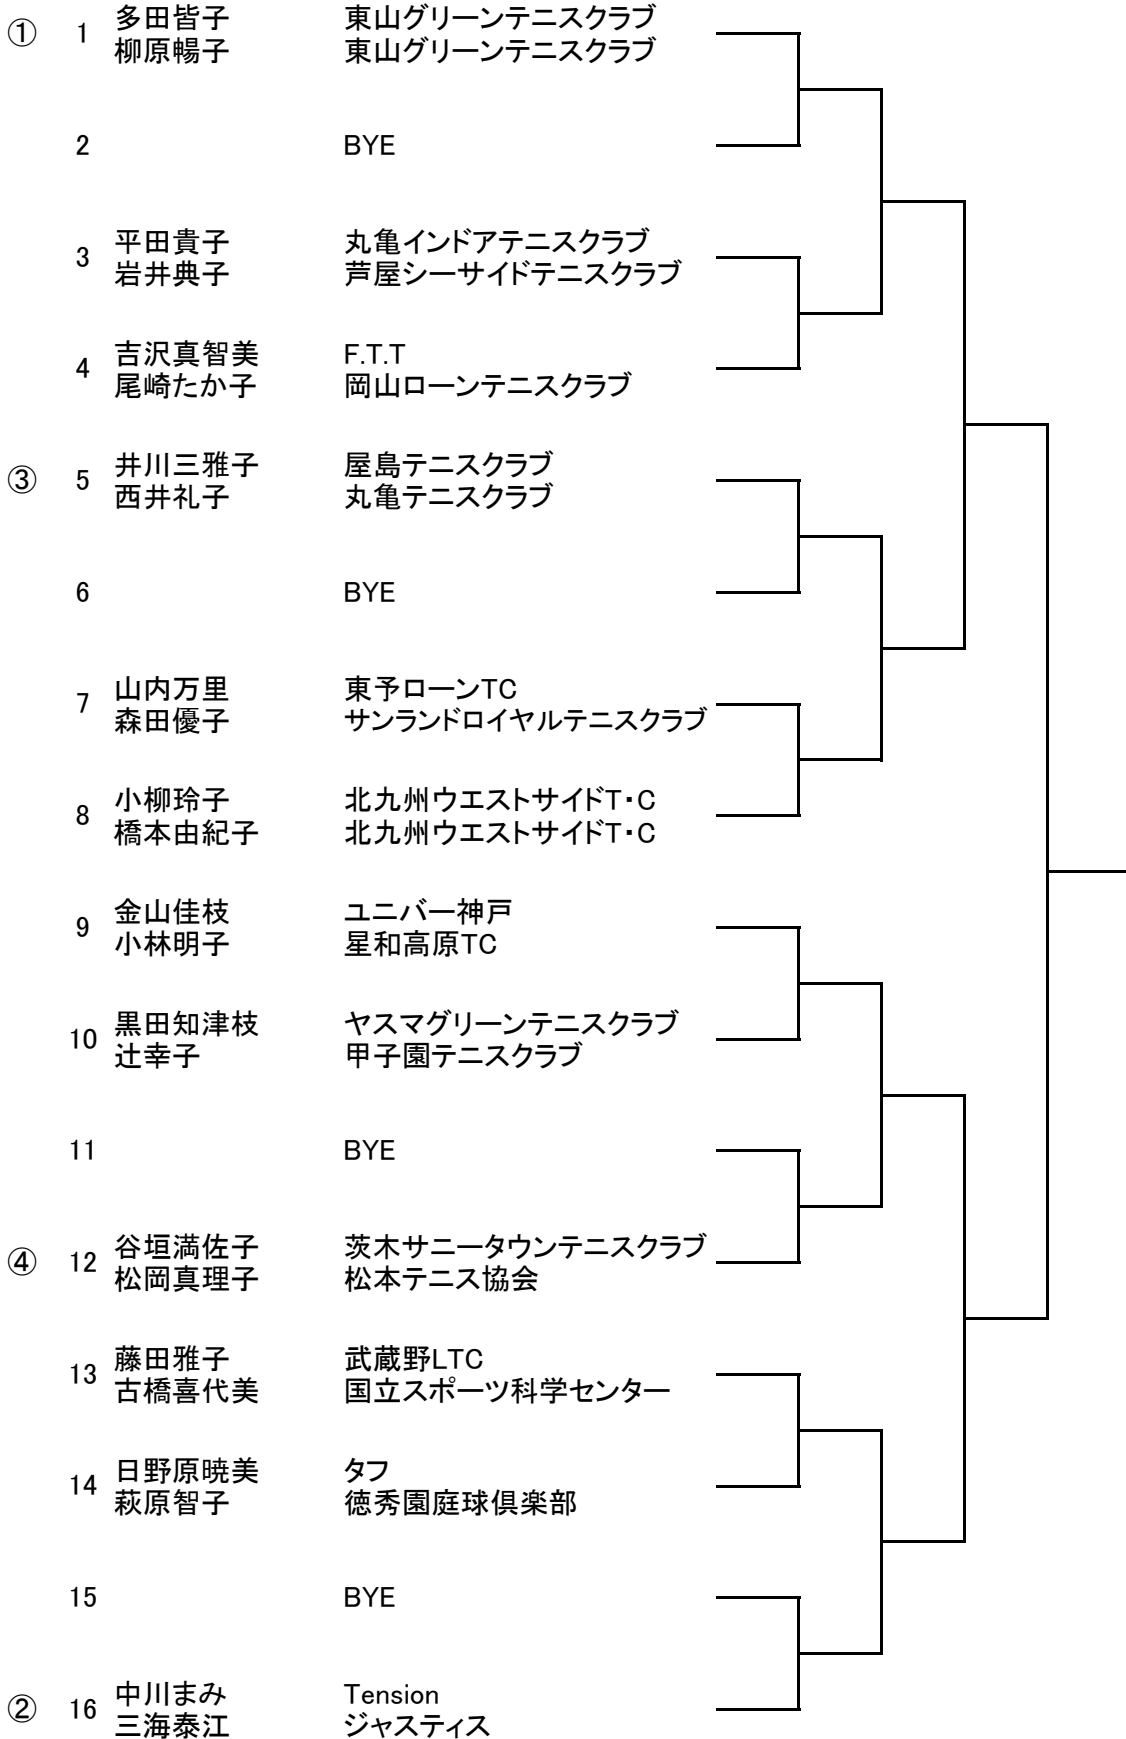 ① 1 多田皆子 東山グリーンテニスクラブ
柳原暢子 東山グリーンテニスクラブ
2 BYE
3 平田貴子 丸亀インドアテニスクラブ
岩井典子 芦屋シーサイドテニスクラブ
4 吉沢真智美 F.T.T
尾崎たか子 岡山ローンテニスクラブ
③ 5 井川三雅子 屋島テニスクラブ
西井礼子 丸亀テニスクラブ
6 BYE
7 山内万里 東予ローンTC
森田優子 サンランドロイヤルテニスクラブ
8 小柳玲子 北九州ウエストサイドT・C
橋本由紀子 北九州ウエストサイドT・C
9 金山佳枝 ユニバー神戸
小林明子 星和高原TC
10 黒田知津枝 ヤスマグリーンテニスクラブ
辻幸子 甲子園テニスクラブ
11 BYE
④ 12 谷垣満佐子 茨木サニータウンテニスクラブ
松岡真理子 松本テニス協会
13 藤田雅子 武蔵野LTC
古橋喜代美 国立スポーツ科学センター
14 日野原暁美 タフ
萩原智子 徳秀園庭球倶楽部
15 BYE
② 16 中川まみ Tension
三海泰江 ジャスティス